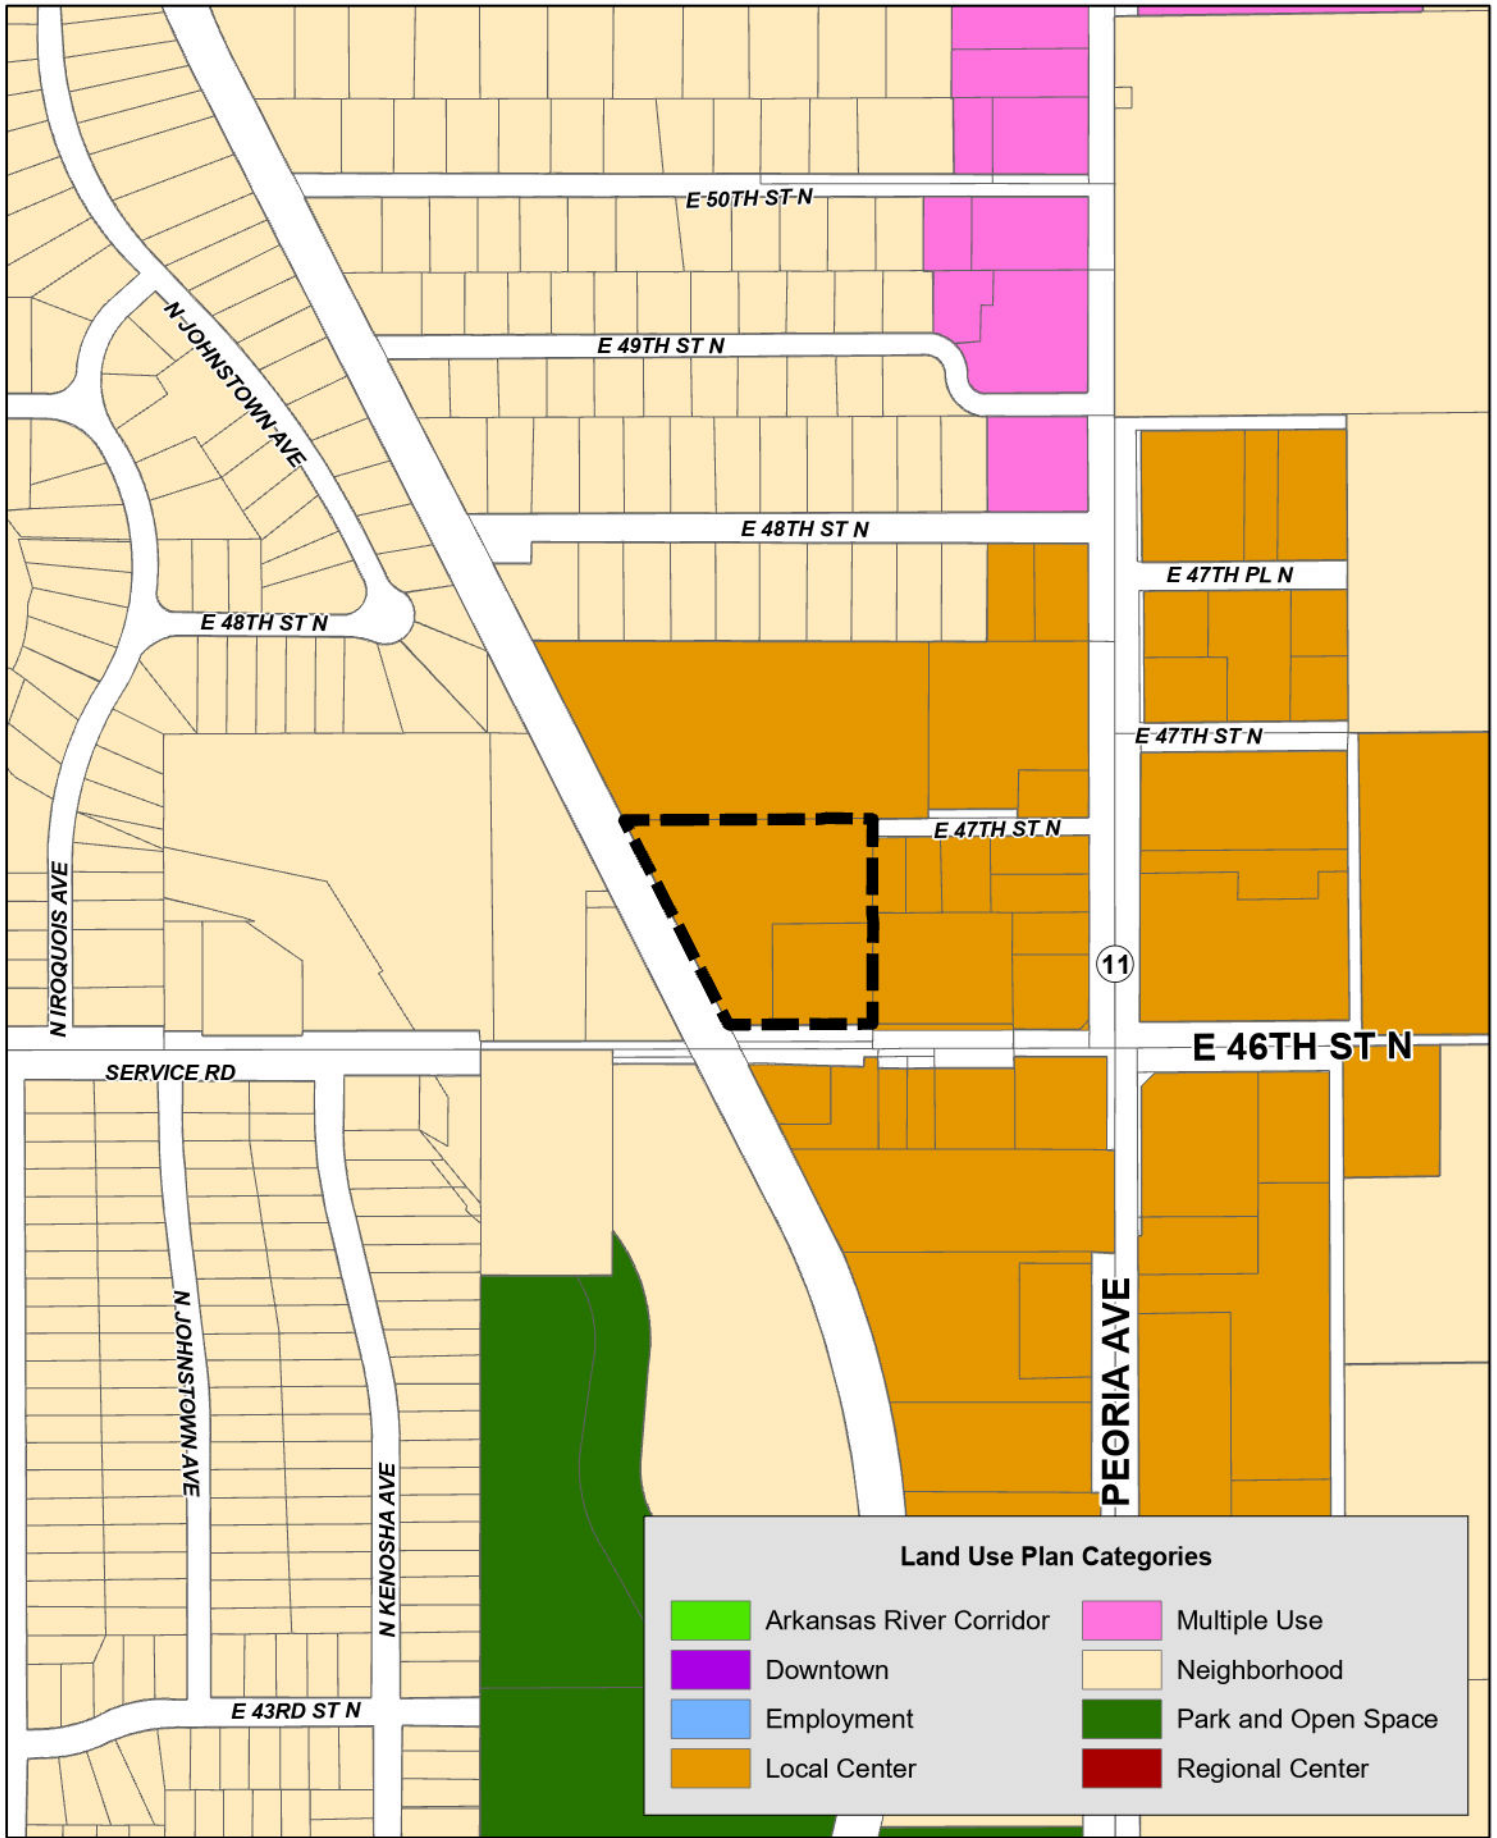 E 50TH ST N
N JOHNSTOWN AVE
E 49TH ST N
E 48TH ST N
E 47TH PL N
E 48TH ST N
E 47TH ST N
E 47TH ST N
N IROQUOIS AVE
11
E 46TH ST N
SERVICE RD
N JOHNSTOWN AVE
PEORIA AVE
N KENOSHA AVE
E 43RD ST N
Land Use Plan Categories
Arkansas River Corridor
Downtown
Employment
Local Center
Multiple Use
Neighborhood
Park and Open Space
Regional Center